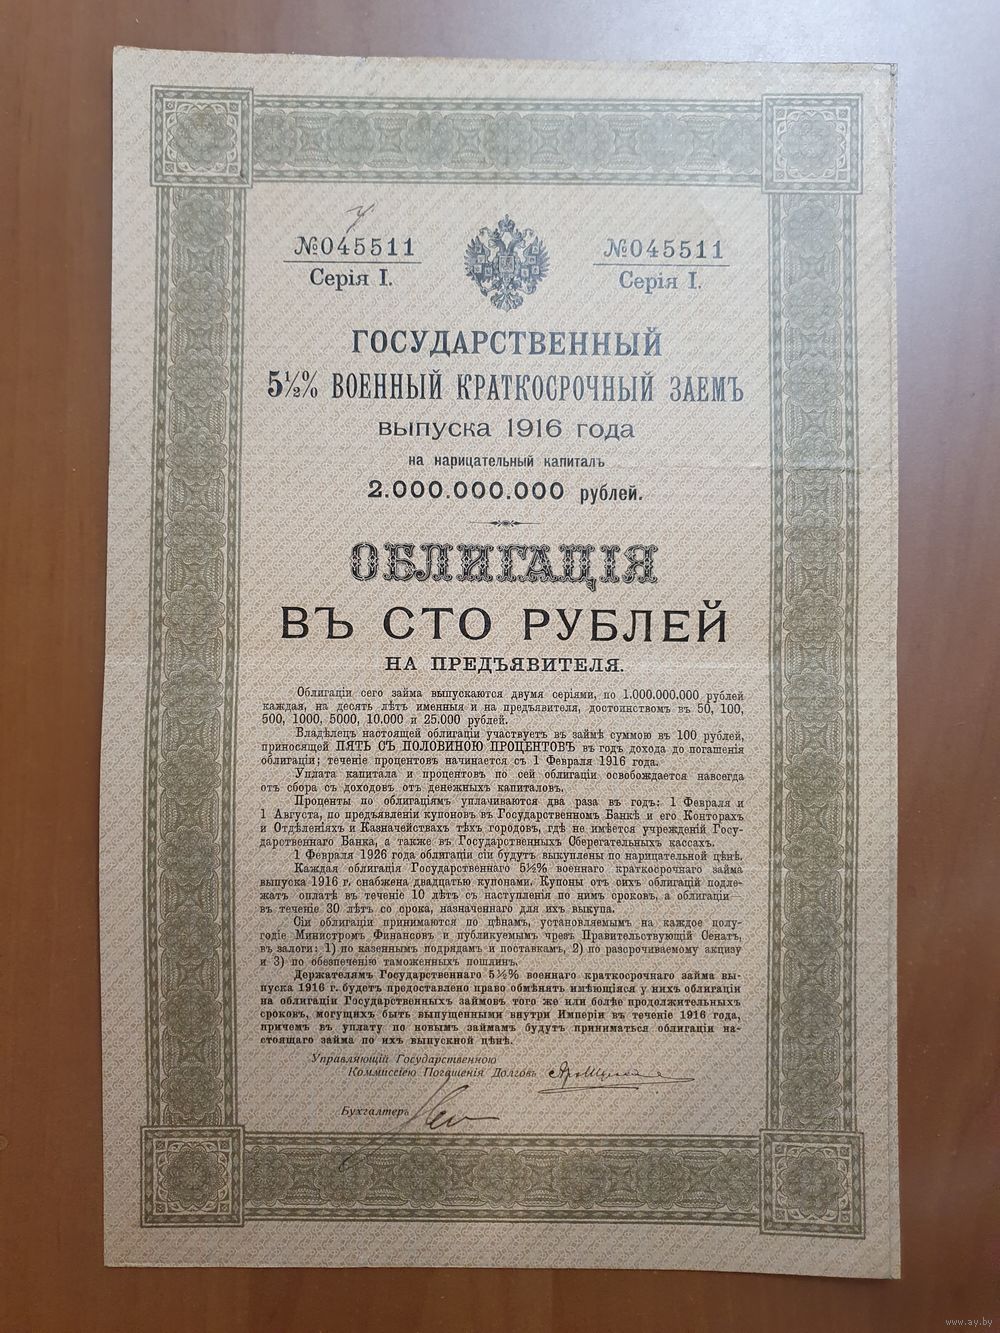 №045511
Серія I.
№045511
Серія I.
ГОСУДАРСТВЕННЫЙ
5½% ВОЕННЫЙ КРАТКОСРОЧНЫЙ ЗАЕМЪ
выпуска 1916 года
на нарицательный капиталъ
2.000.000.000 рублей.
ОБЛИГАЦІЯ
ВЪ СТО РУБЛЕЙ
НА ПРЕДЪЯВИТЕЛЯ.
Облигаціи сего займа выпускаются двумя серіями, по 1.000.000.000 рублей
каждая, на десять лѣтъ именныя и на предъявителя, достоинствомъ въ 50, 100,
500, 1000, 5000, 10.000 и 25.000 рублей.
Владѣлецъ настоящей облигаціи участвуетъ въ займѣ суммою въ 100 рублей,
приносящей ПЯТЬ СЪ ПОЛОВИНОЮ ПРОЦЕНТОВЪ въ годъ дохода до погашенія
облигаціи; теченіе процентовъ начинается съ 1 Февраля 1916 года.
Уплата капитала и процентовъ по сей облигаціи освобождается навсегда
отъ сбора съ доходовъ отъ денежныхъ капиталовъ.
Проценты по облигаціямъ уплачиваются два раза въ годъ: 1 Февраля и
1 Августа, по предъявленіи купоновъ въ Государственномъ Банкѣ и его Конторахъ
и Отдѣленіяхъ и Казначействахъ тѣхъ городовъ, гдѣ не имѣется учрежденій Госу-
дарственнаго Банка, а также въ Государственныхъ Сберегательныхъ кассахъ.
1 Февраля 1926 года облигаціи сіи будутъ выкуплены по нарицательной цѣнѣ.
Каждая облигація Государственнаго 5½% военнаго краткосрочнаго займа
выпуска 1916 г. снабжена двадцатью купонами. Купоны отъ сихъ облигацій подле-
жатъ оплатѣ въ теченіе 10 лѣтъ съ наступленія по нимъ сроковъ, а облигаціи
въ теченіе 30 лѣтъ со срока, назначеннаго для ихъ выкупа.
Сіи облигаціи принимаются по цѣнамъ, установляемымъ на каждое полу-
годіе Министромъ Финансовъ и публикуемымъ чрезъ Правительствующій Сенатъ,
въ залоги: 1) по казеннымъ подрядамъ и поставкамъ, 2) по разсрочиваемому акцизу
и 3) по обезпеченію таможенныхъ пошлинъ.
Держателямъ Государственнаго 5½% военнаго краткосрочнаго займа вы-
пуска 1916 г. будетъ предоставлено право обмѣнять имѣющіяся у нихъ облигаціи
на облигаціи Государственныхъ займовъ того же или болѣе продолжительныхъ
сроковъ, могущихъ быть выпущенными внутри Имперіи въ теченіе 1916 года,
причемъ въ уплату по новымъ займамъ будутъ приниматься облигаціи на-
стоящаго займа по ихъ выпускной цѣнѣ.
Управляющій Государственною
Коммиссіею Погашенія Долговъ
Бухгалтеръ
www.ay.by